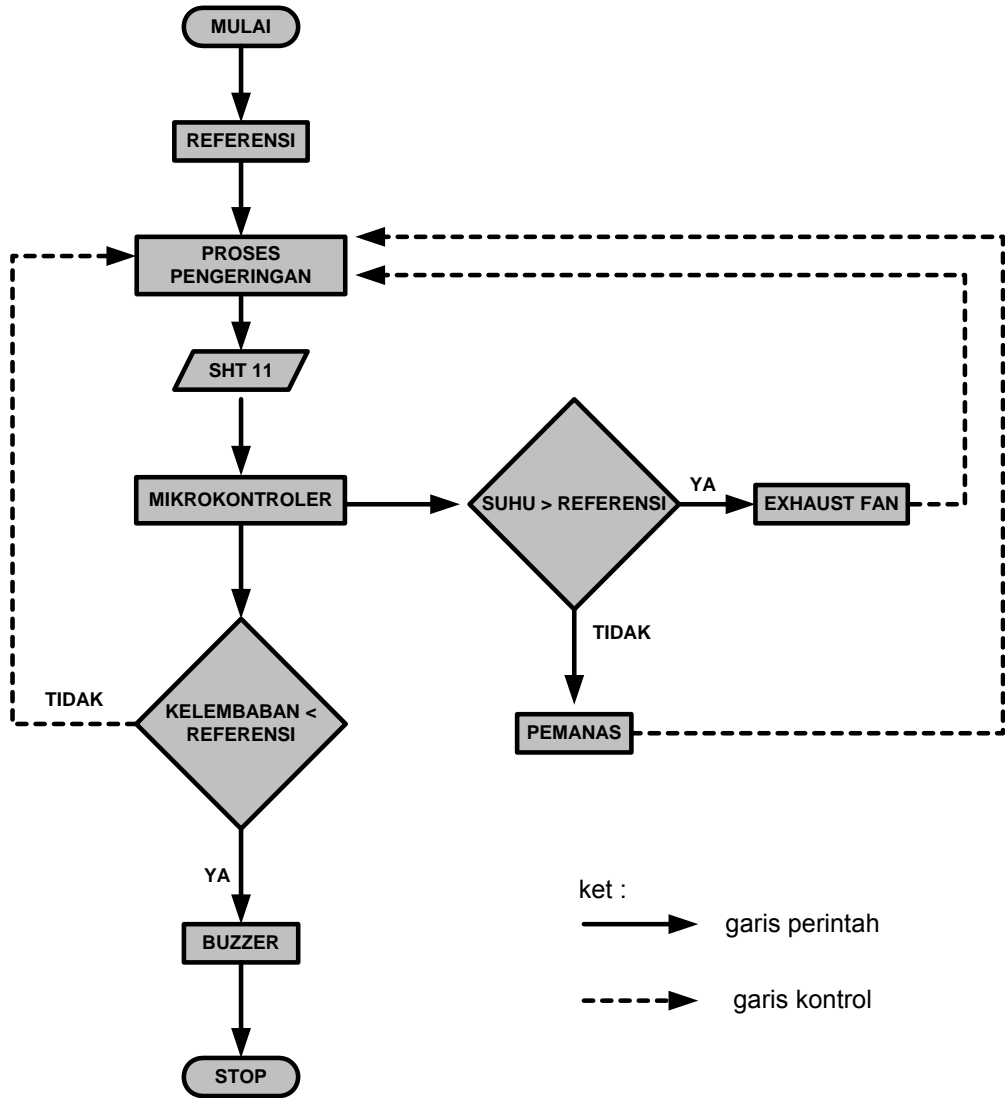 MULAI
REFERENSI
PROSES
PENGERINGAN
SHT 11
MIKROKONTROLER
SUHU > REFERENSI
YA
EXHAUST FAN
TIDAK
PEMANAS
TIDAK
KELEMBABAN <
REFERENSI
YA
BUZZER
STOP
ket :
garis perintah
garis kontrol